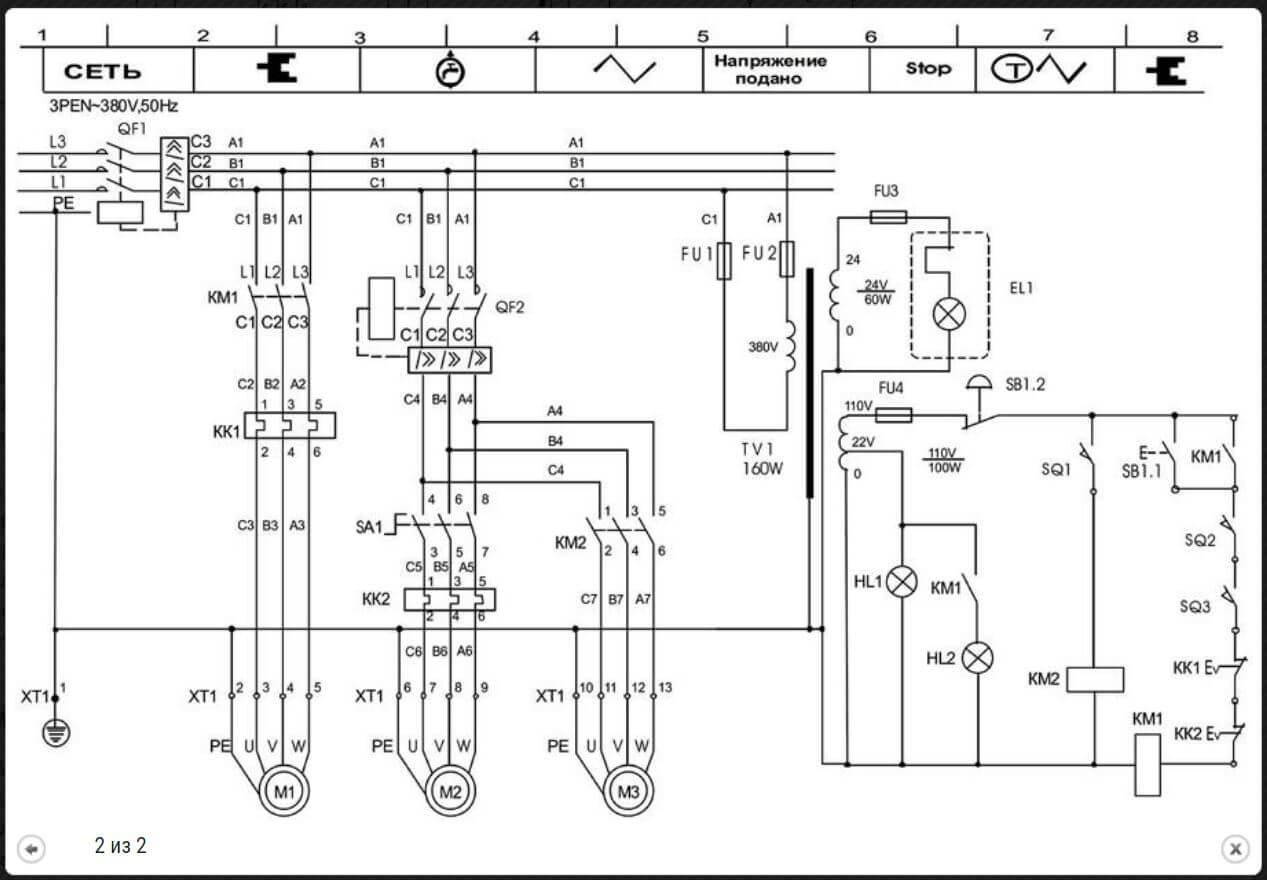 1 2 3 4 5 6 7 8
СЕТЬ
Напряжение
подано
Stop
T
3PEN~380V,50Hz
QF1
L3 C3 A1 A1 A1
L2 C2 B1 B1 B1
L1 C1 C1 C1 C1
PE
C1 B1 A1 C1 B1 A1 C1 A1
FU3
FU1 FU2
L1 L2 L3 L1 L2 L3
24
24V
60W
EL1
KM1
QF2
C1 C2 C3 C1 C2 C3
0
380V
C2 B2 A2 C4 B4 A4
FU4 SB1.2
1 3 5
110V
A4
KK1
2 4 6
B4
TV1
160W
22V
110V
100W
0
C4
SQ1
E
SB1.1
KM1
4 6 8
1 3 5
SA1
C3 B3 A3
KM2
3 5 7
2 4 6
SQ2
C5 B5 A5
1 3 5
KK2
2 4 6
C7 B7 A7
HL1
KM1
SQ3
C6 B6 A6
HL2
KM2
KK1 Ev
XT1 1
XT1 2 3 4 5
XT1 6 7 8 9
XT1 10 11 12 13
KM1
KK2 Ev
PE U V W
PE U V W
PE U V W
M1 M2 M3
2 из 2